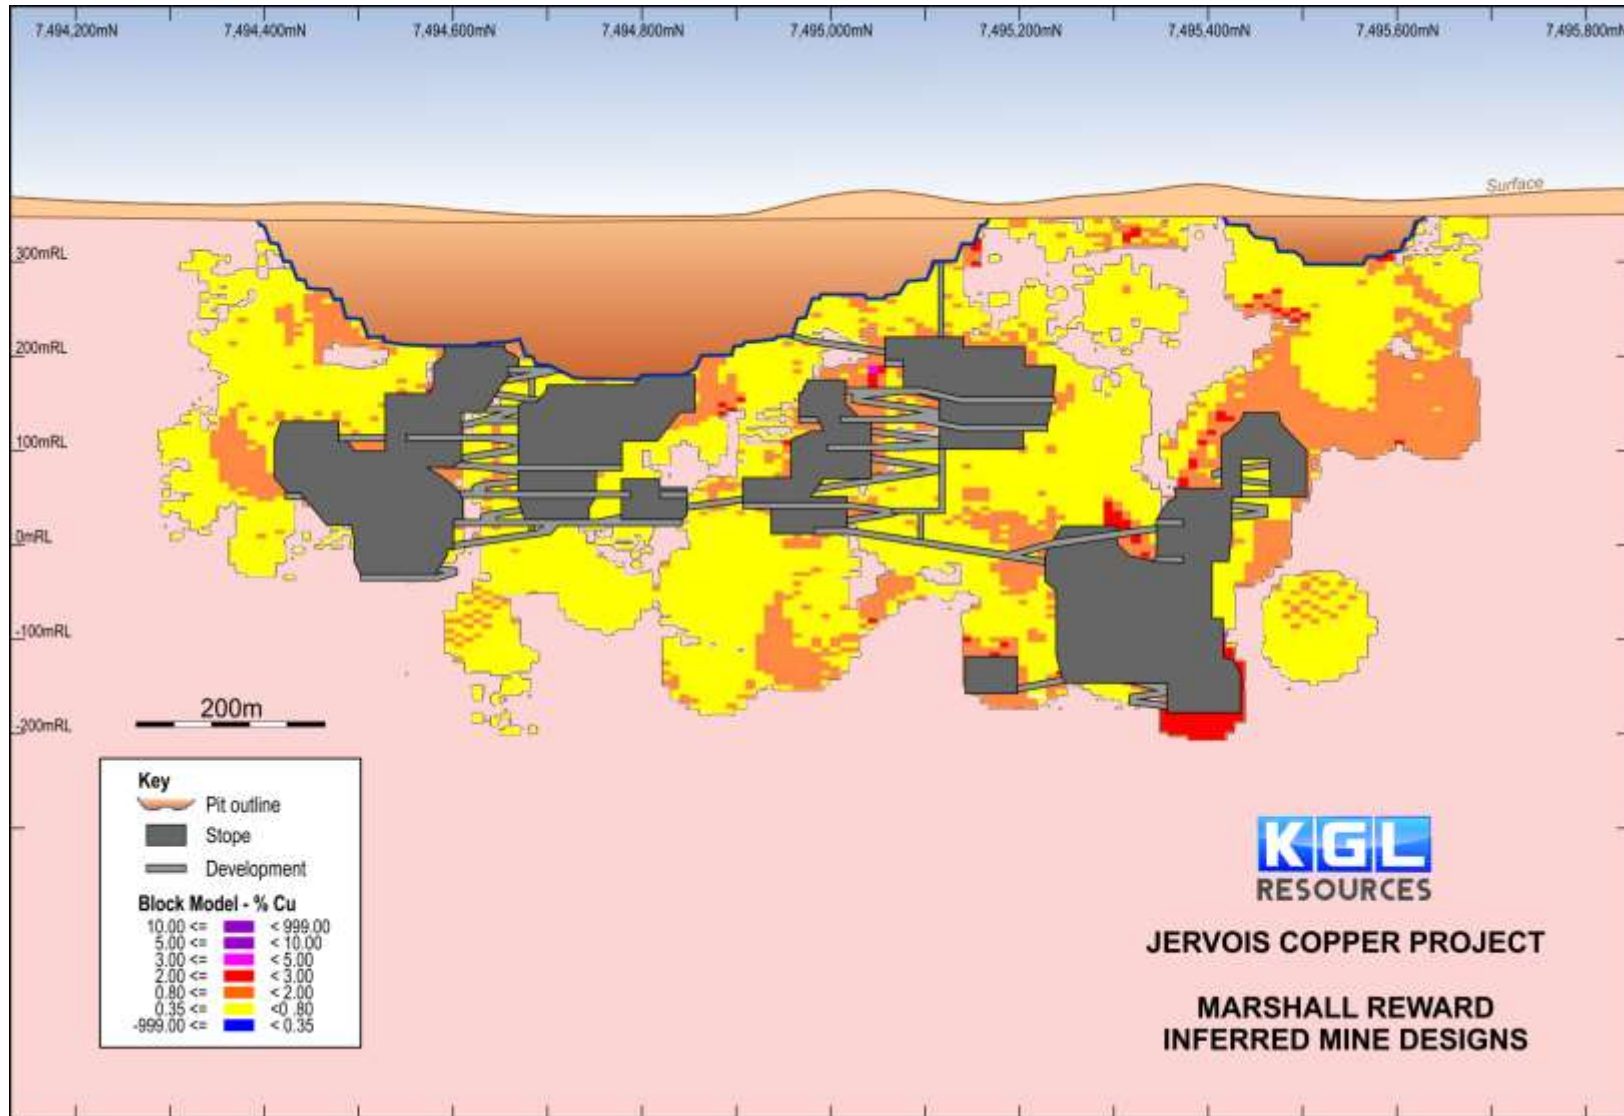 7,494,200mN 7,494,400mN 7,494,600mN 7,494,800mN 7,495,000mN 7,495,200mN 7,495,400mN 7,495,600mN 7,495,800mN
Surface
300mRL
200mRL
100mRL
0mRL
-100mRL
-200mRL
200m
Key
Pit outline
Stope
Development
Block Model - % Cu
10.00 <= < 999.00
5.00 <= < 10.00
3.00 <= < 5.00
2.00 <= < 3.00
0.80 <= < 2.00
0.35 <= <0 .80
-999.00 <= < 0.35
KGL
RESOURCES
JERVOIS COPPER PROJECT
MARSHALL REWARD
INFERRED MINE DESIGNS